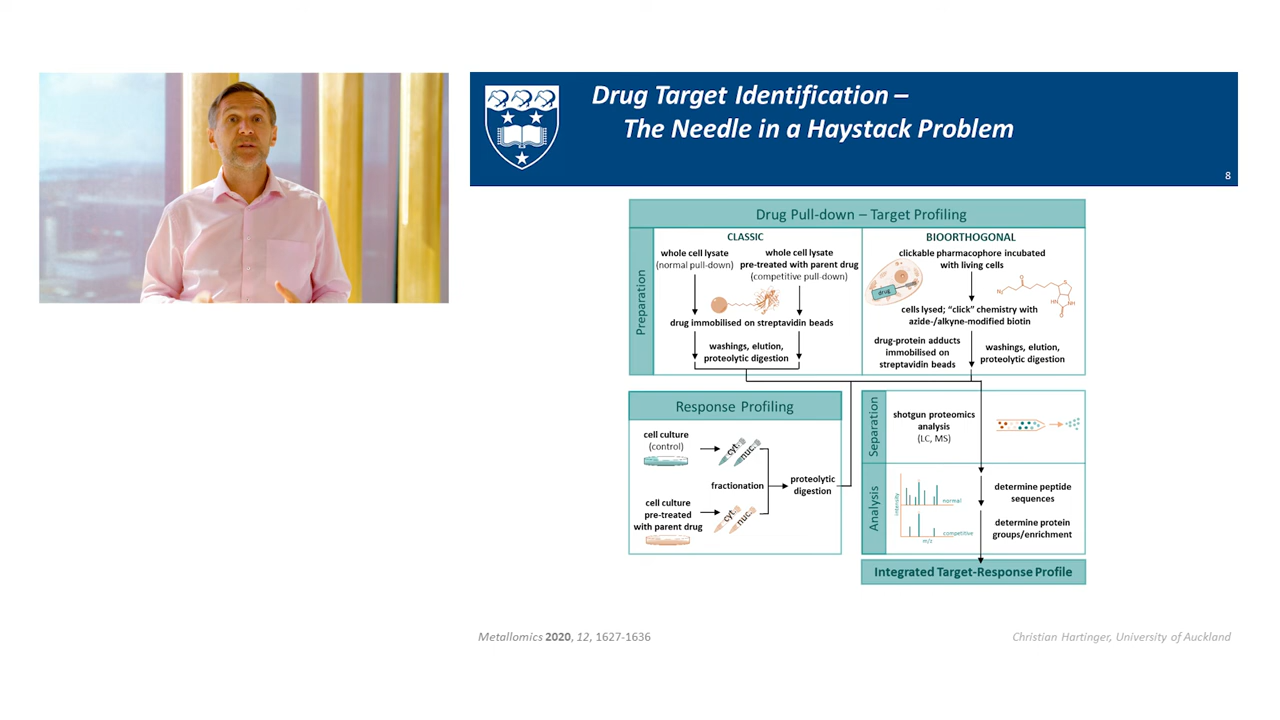 Drug Target Identification –
The Needle in a Haystack Problem
8
Drug Pull-down – Target Profiling
Preparation
CLASSIC
whole cell lysate
(normal pull-down)
whole cell lysate
pre-treated with parent drug
(competitive pull-down)
drug immobilised on streptavidin beads
washings, elution,
proteolytic digestion
BIOORTHOGONAL
clickable pharmacophore incubated
with living cells
drug
N₃
O
S
HN
NH
O
cells lysed; “click” chemistry with
azide-/alkyne-modified biotin
drug-protein adducts
immobilised on
streptavidin beads
washings, elution,
proteolytic digestion
Response Profiling
cell culture
(control)
cyt.
nuc.
fractionation
proteolytic
digestion
cell culture
pre-treated
with parent drug
cyt.
nuc.
Separation
shotgun proteomics
analysis
(LC, MS)
Analysis
intensity
normal
competitive
m/z
determine peptide
sequences
determine protein
groups/enrichment
Integrated Target-Response Profile
Metallomics 2020, 12, 1627-1636
Christian Hartinger, University of Auckland